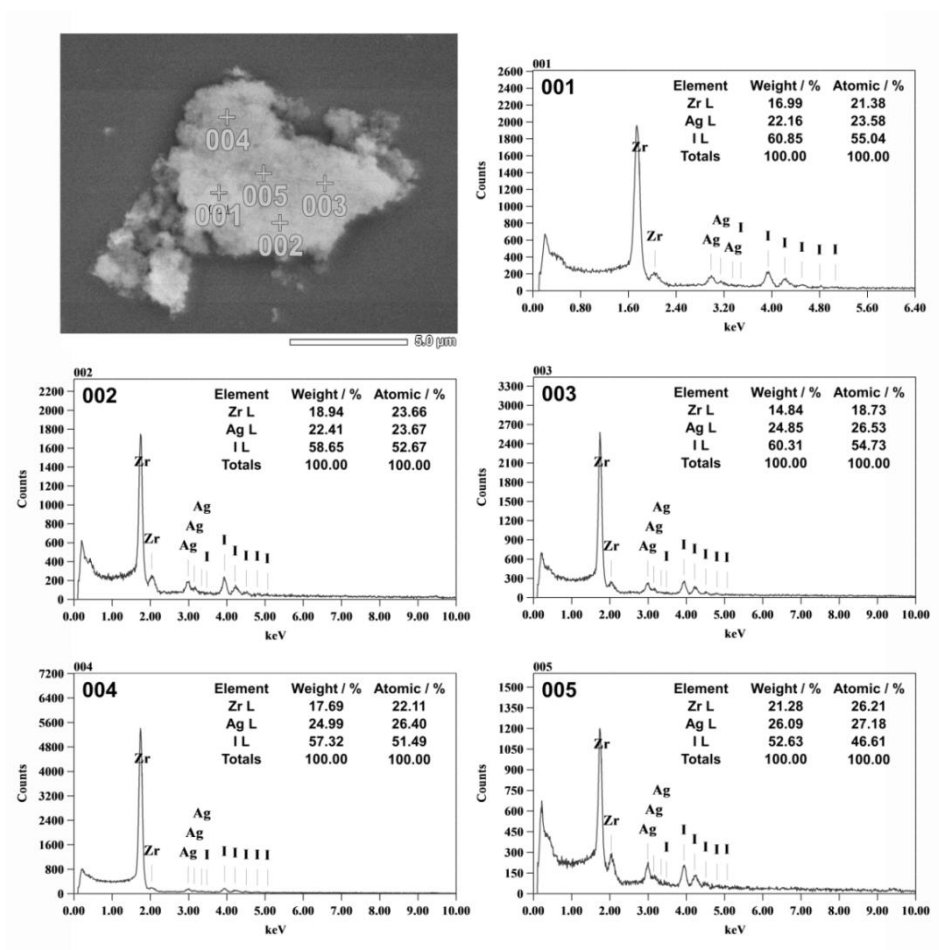 004
005
001
003
002
5.0 µm
001
001
Element Weight / % Atomic / %
Zr L 16.99 21.38
Ag L 22.16 23.58
I L 60.85 55.04
Totals 100.00 100.00
2600
2400
2200
2000
1800
1600
1400
1200
1000
800
600
400
200
0
Counts
Zr
Zr
Ag
Ag
Ag
I
I
I
I
I
I
0.00 0.80 1.60 2.40 3.20 4.00 4.80 5.60 6.40
keV
002
002
Element Weight / % Atomic / %
Zr L 18.94 23.66
Ag L 22.41 23.67
I L 58.65 52.67
Totals 100.00 100.00
2200
2000
1800
1600
1400
1200
1000
800
600
400
200
0
Counts
Zr
Zr
Ag
Ag
Ag
I
I
I
I
I
I
0.00 1.00 2.00 3.00 4.00 5.00 6.00 7.00 8.00 9.00 10.00
keV
003
003
Element Weight / % Atomic / %
Zr L 14.84 18.73
Ag L 24.85 26.53
I L 60.31 54.73
Totals 100.00 100.00
3300
3000
2700
2400
2100
1800
1500
1200
900
600
300
0
Counts
Zr
Zr
Ag
Ag
Ag
I
I
I
I
I
I
0.00 1.00 2.00 3.00 4.00 5.00 6.00 7.00 8.00 9.00 10.00
keV
004
004
Element Weight / % Atomic / %
Zr L 17.69 22.11
Ag L 24.99 26.40
I L 57.32 51.49
Totals 100.00 100.00
7200
6400
5600
4800
4000
3200
2400
1600
800
0
Counts
Zr
Zr
Ag
Ag
Ag
I
I
I
I
I
I
0.00 1.00 2.00 3.00 4.00 5.00 6.00 7.00 8.00 9.00 10.00
keV
005
005
Element Weight / % Atomic / %
Zr L 21.28 26.21
Ag L 26.09 27.18
I L 52.63 46.61
Totals 100.00 100.00
1500
1350
1200
1050
900
750
600
450
300
150
0
Counts
Zr
Zr
Ag
Ag
Ag
I
I
I
I
I
I
0.00 1.00 2.00 3.00 4.00 5.00 6.00 7.00 8.00 9.00 10.00
keV